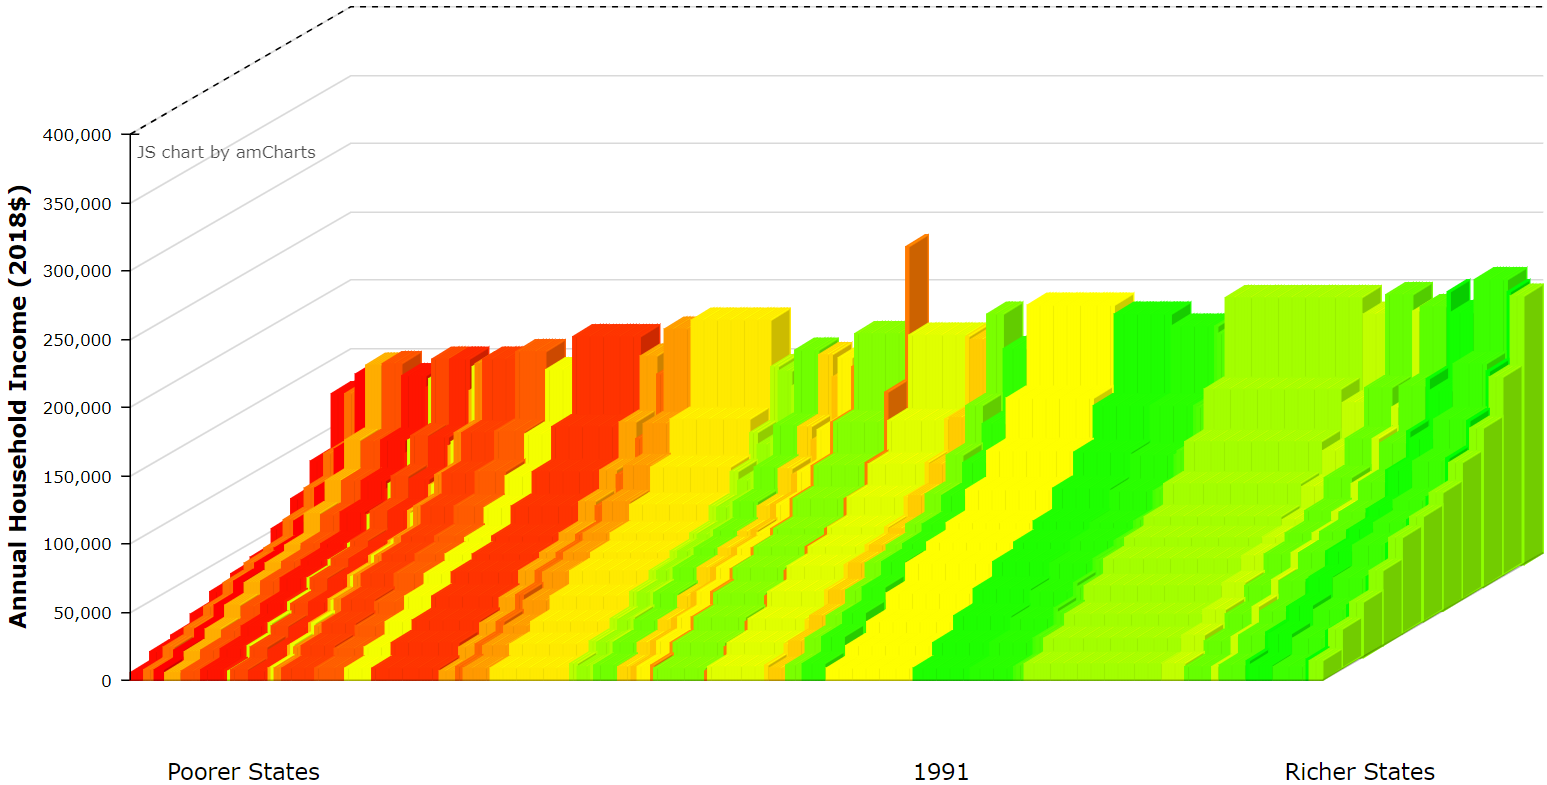 400,000
JS chart by amCharts
350,000
300,000
250,000
200,000
150,000
100,000
50,000
0
Annual Household Income (2018$)
Poorer States
1991
Richer States